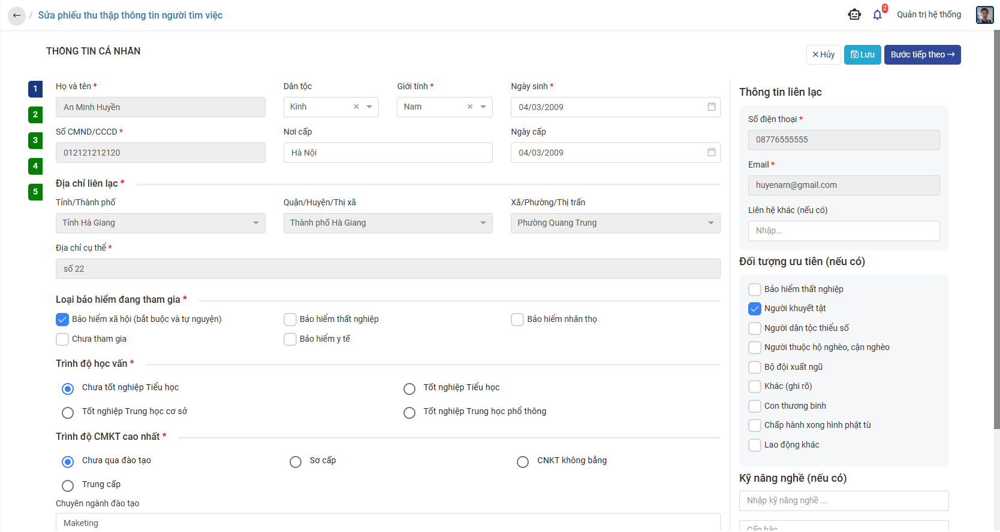 / Sửa phiếu thu thập thông tin người tìm việc
2
Quản trị hệ thống
THÔNG TIN CÁ NHÂN
Hủy
Lưu
Bước tiếp theo →
1
2
3
4
5
Họ và tên *
Dân tộc
Giới tính *
Ngày sinh *
An Minh Huyền
Kinh
Nam
04/03/2009
Số CMND/CCCD *
Nơi cấp
Ngày cấp
012121212120
Hà Nội
04/03/2009
Địa chỉ liên lạc *
Tỉnh/Thành phố
Quận/Huyện/Thị xã
Xã/Phường/Thị trấn
Tỉnh Hà Giang
Thành phố Hà Giang
Phường Quang Trung
Địa chỉ cụ thể *
số 22
Loại bảo hiểm đang tham gia *
Bảo hiểm xã hội (bắt buộc và tự nguyện)
Bảo hiểm thất nghiệp
Bảo hiểm nhân thọ
Chưa tham gia
Bảo hiểm y tế
Trình độ học vấn *
Chưa tốt nghiệp Tiểu học
Tốt nghiệp Tiểu học
Tốt nghiệp Trung học cơ sở
Tốt nghiệp Trung học phổ thông
Trình độ CMKT cao nhất *
Chưa qua đào tạo
Sơ cấp
CNKT không bằng
Trung cấp
Chuyên ngành đào tạo
Maketing
Thông tin liên lạc
Số điện thoại *
08776555555
Email *
huyenam@gmail.com
Liên hệ khác (nếu có)
Nhập...
Đối tượng ưu tiên (nếu có)
Bảo hiểm thất nghiệp
Người khuyết tật
Người dân tộc thiểu số
Người thuộc hộ nghèo, cận nghèo
Bộ đội xuất ngũ
Khác (ghi rõ)
Con thương binh
Chấp hành xong hình phật tù
Lao động khác
Kỹ năng nghề (nếu có)
Nhập kỹ năng nghề ...
Cấp bậc